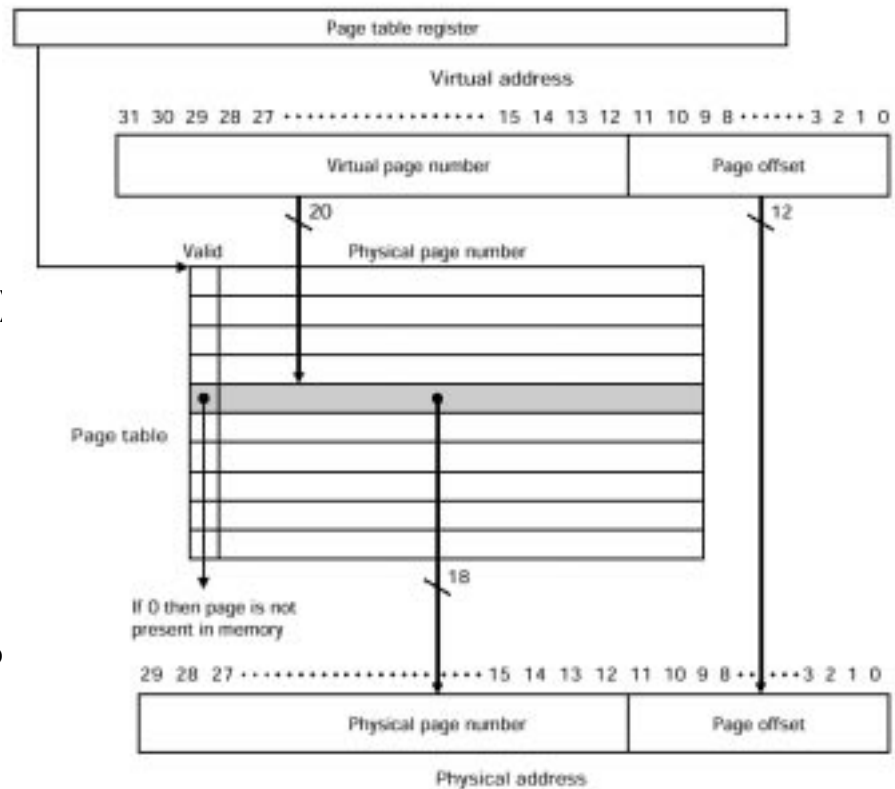 Page table register
Virtual address
31 30 29 28 27 ·················· 15 14 13 12 11 10 9 8 ······ 3 2 1 0
Virtual page number Page offset
20 12
Valid Physical page number
Page table
18
If 0 then page is not
present in memory
29 28 27 ······················ 15 14 13 12 11 10 9 8 ······ 3 2 1 0
Physical page number Page offset
Physical address